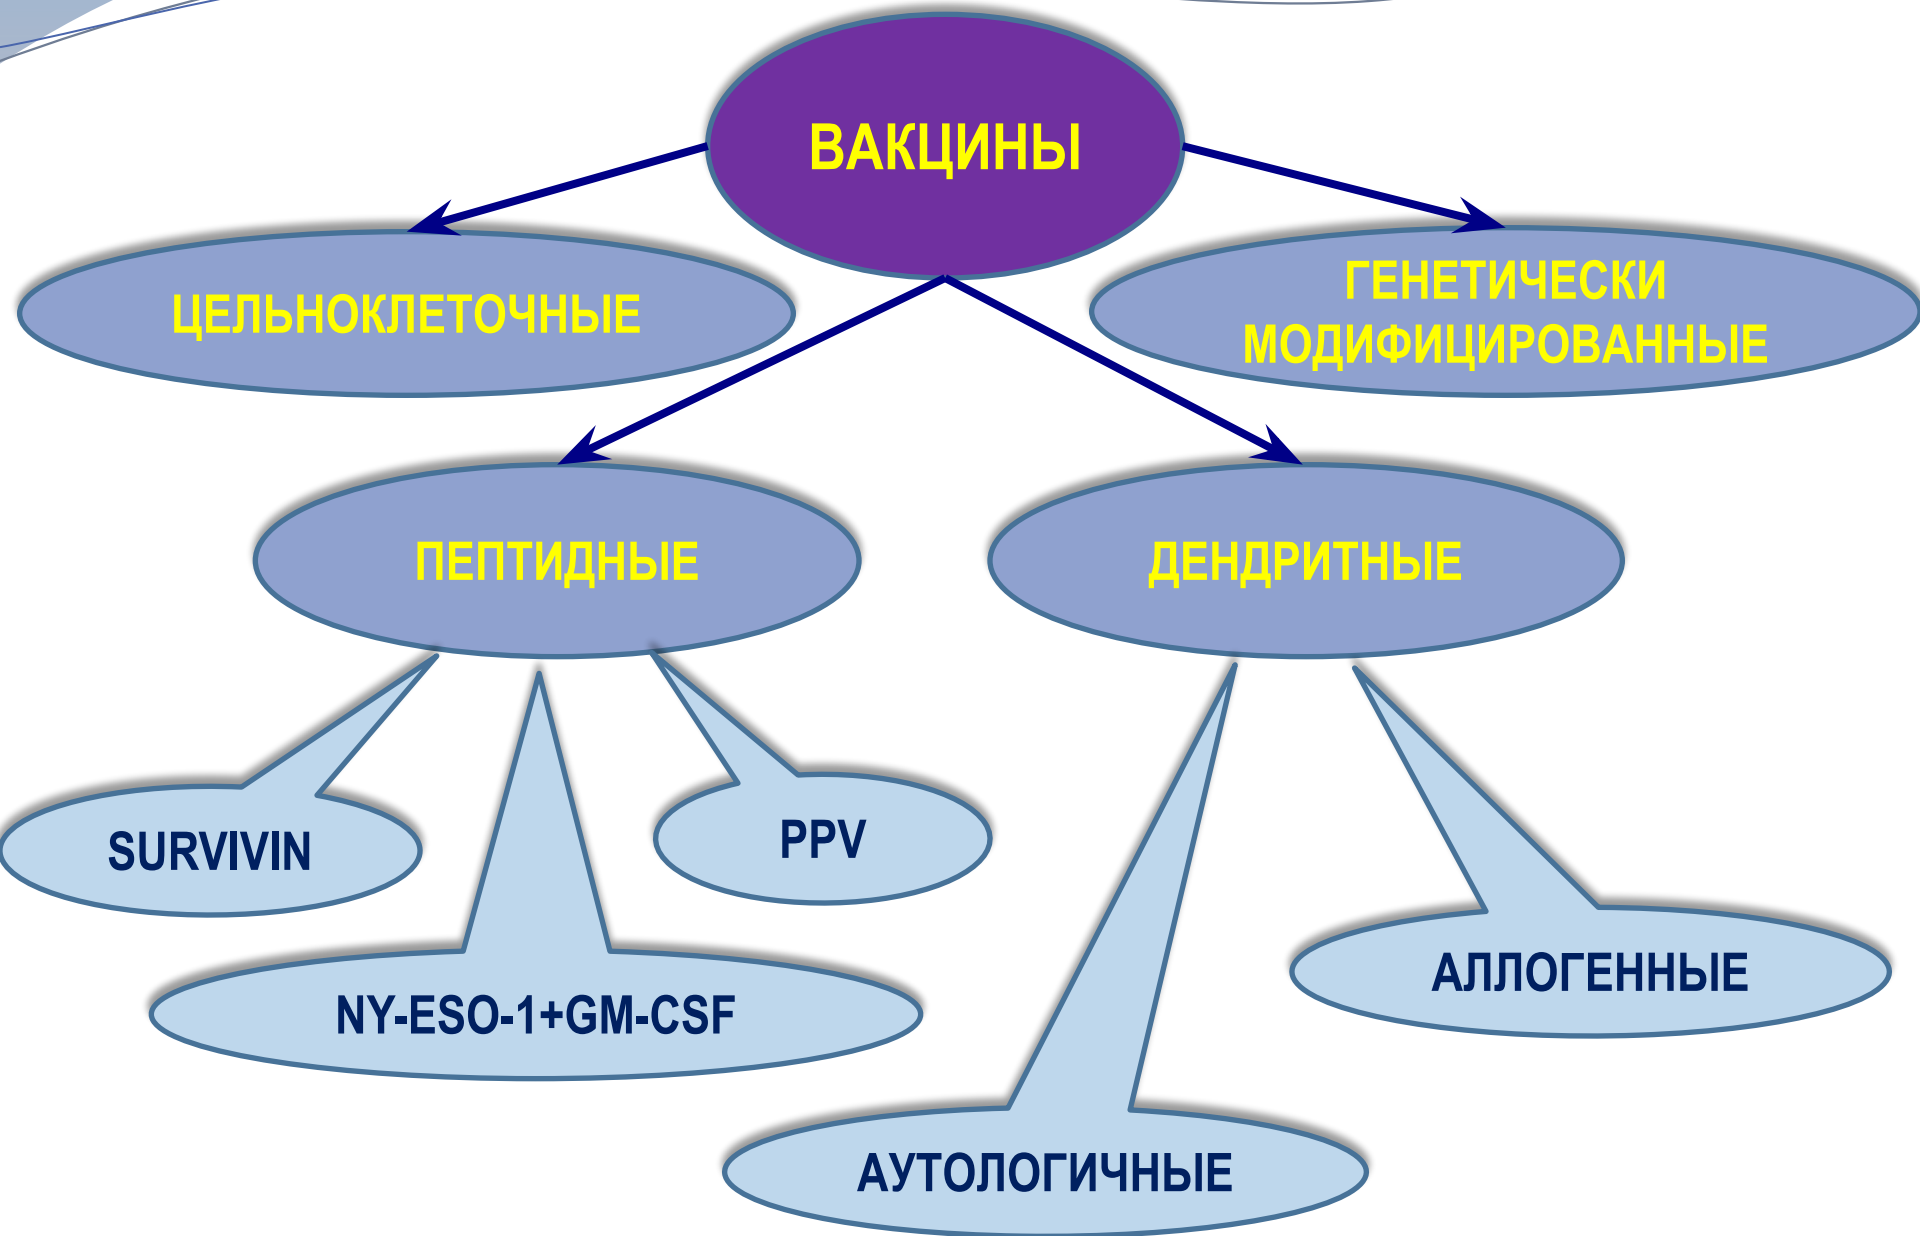 ВАКЦИНЫ
ЦЕЛЬНОКЛЕТОЧНЫЕ
ГЕНЕТИЧЕСКИ
МОДИФИЦИРОВАННЫЕ
ПЕПТИДНЫЕ
ДЕНДРИТНЫЕ
SURVIVIN
PPV
NY-ESO-1+GM-CSF
АЛЛОГЕННЫЕ
АУТОЛОГИЧНЫЕ